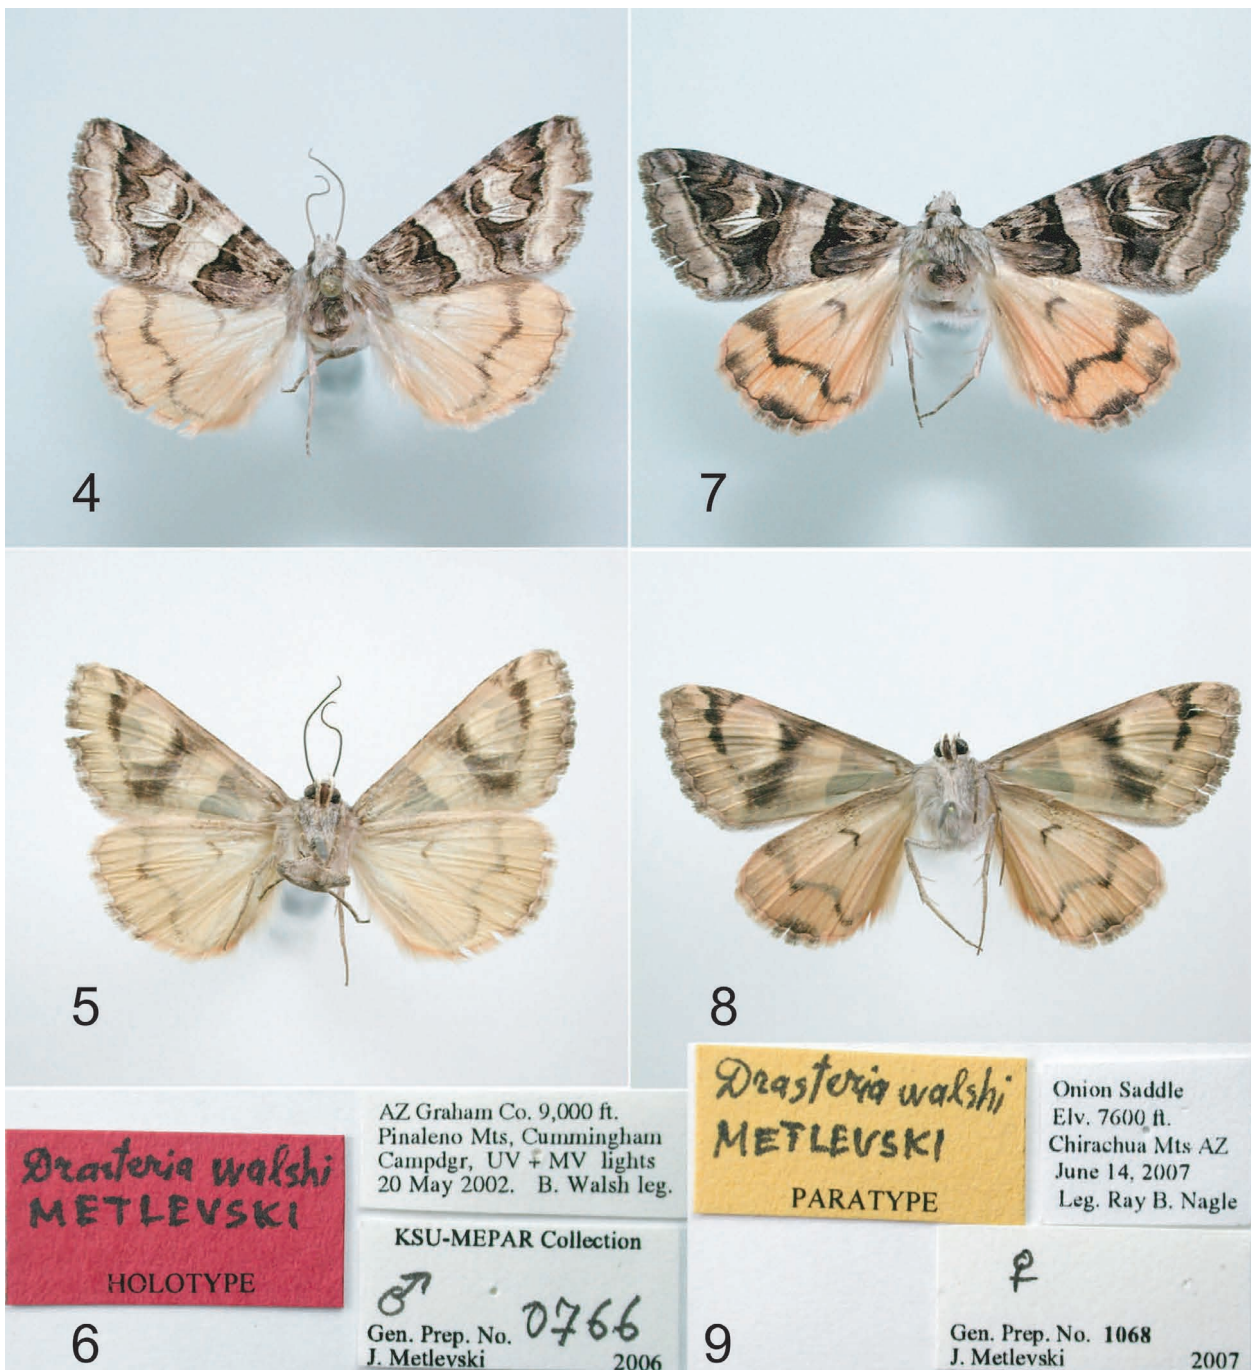 4
7
5
8
Drasteria walshi
METLEVSKI
HOLOTYPE
AZ Graham Co. 9,000 ft.
Pinaleno Mts, Cummingham
Campdgr, UV + MV lights
20 May 2002. B. Walsh leg.
KSU-MEPAR Collection
♂
Gen. Prep. No. 0766
J. Metlevski 2006
6
Drasteria walshi
METLEVSKI
PARATYPE
Onion Saddle
Elv. 7600 ft.
Chirachua Mts AZ
June 14, 2007
Leg. Ray B. Nagle
♀
Gen. Prep. No. 1068
J. Metlevski 2007
9